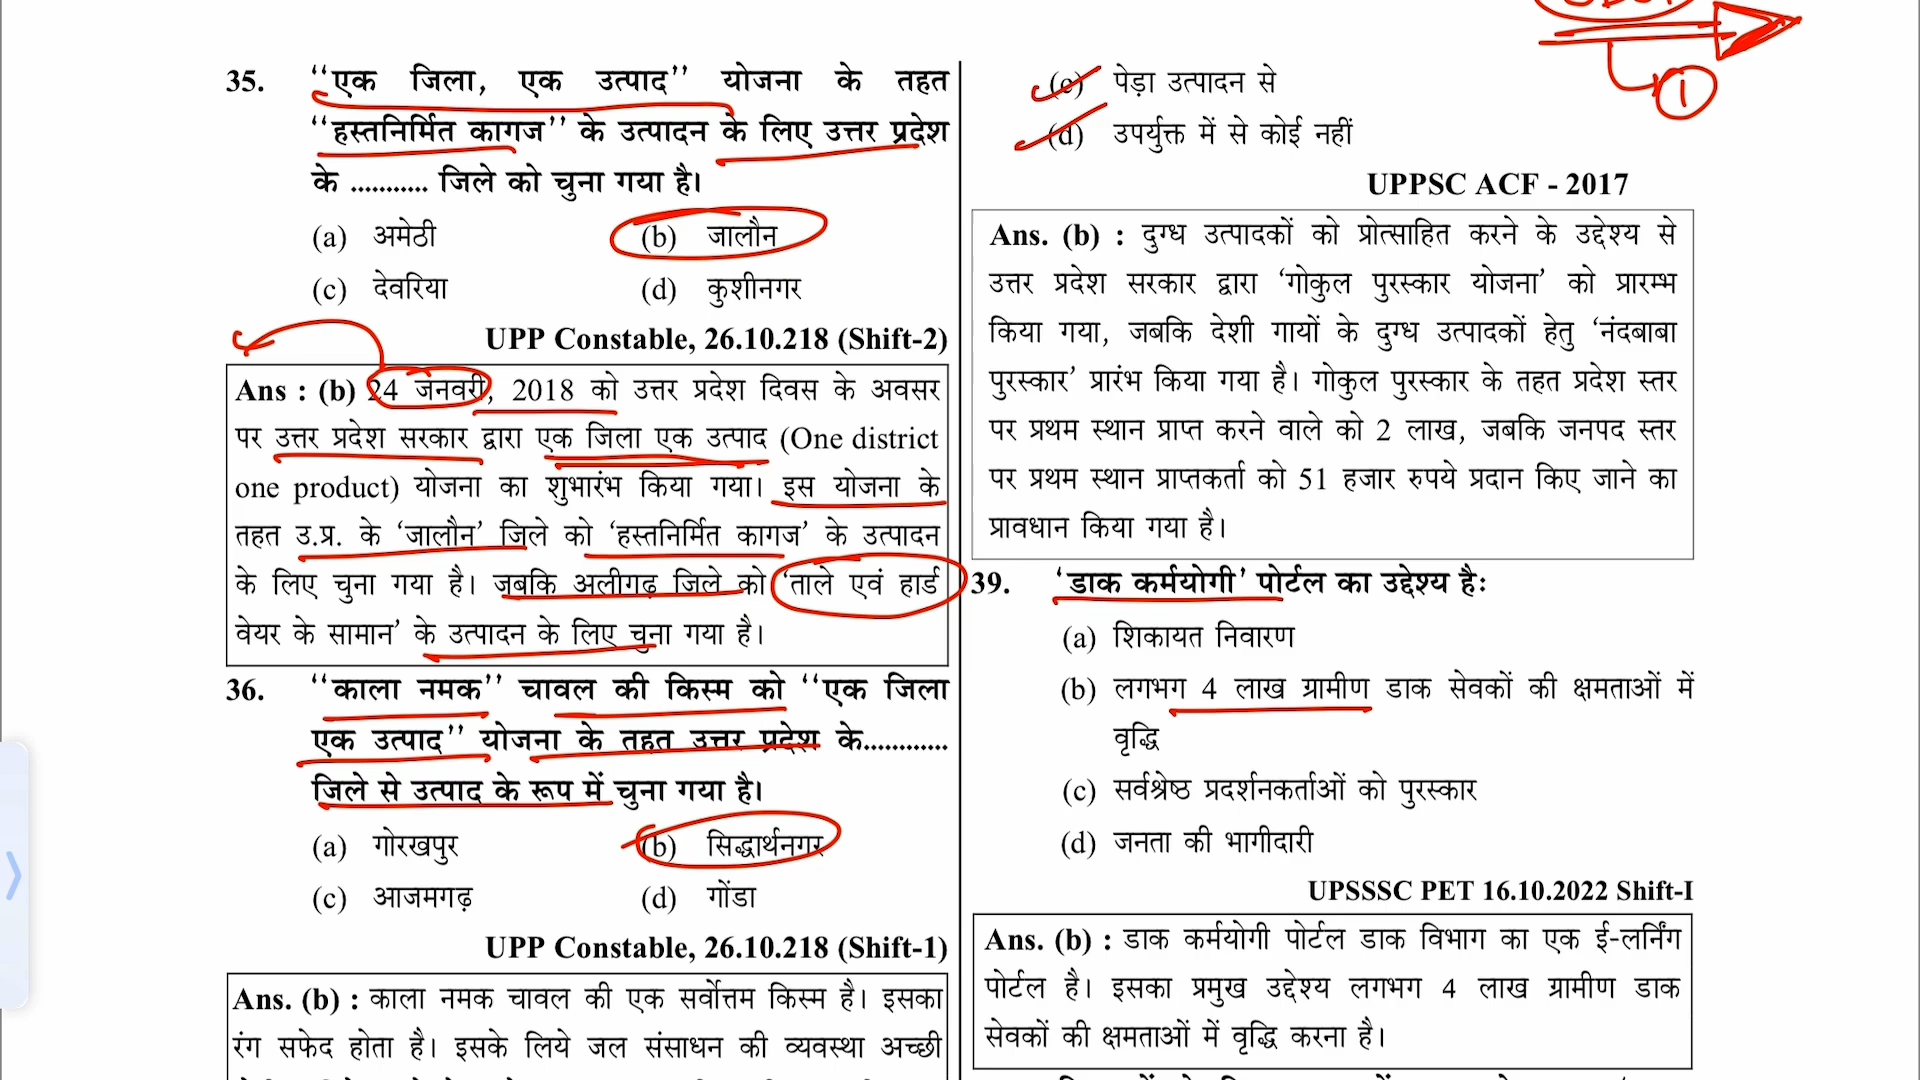 35. ‘‘एक जिला, एक उत्पाद’’ योजना के तहत
‘‘हस्तनिर्मित कागज’’ के उत्पादन के लिए उत्तर प्रदेश
के ............ जिले को चुना गया है।
(a) अमेठी (b) जालौन
(c) देवरिया (d) कुशीनगर
UPP Constable, 26.10.218 (Shift-2)
Ans : (b) 24 जनवरी, 2018 को उत्तर प्रदेश दिवस के अवसर
पर उत्तर प्रदेश सरकार द्वारा एक जिला एक उत्पाद (One district
one product) योजना का शुभारंभ किया गया। इस योजना के
तहत उ.प्र. के ‘जालौन’ जिले को ‘हस्तनिर्मित कागज’ के उत्पादन
के लिए चुना गया है। जबकि अलीगढ़ जिले को ‘ताले एवं हार्ड
वेयर के सामान’ के उत्पादन के लिए चुना गया है।
36. ‘‘काला नमक’’ चावल की किस्म को ‘‘एक जिला
एक उत्पाद’’ योजना के तहत उत्तर प्रदेश के............
जिले से उत्पाद के रूप में चुना गया है।
(a) गोरखपुर (b) सिद्धार्थनगर
(c) आजमगढ़ (d) गोंडा
UPP Constable, 26.10.218 (Shift-1)
Ans. (b) : काला नमक चावल की एक सर्वोत्तम किस्म है। इसका
रंग सफेद होता है। इसके लिये जल संसाधन की व्यवस्था अच्छी
(c) पेड़ा उत्पादन से
(d) उपर्युक्त में से कोई नहीं
1
UPPSC ACF - 2017
Ans. (b) : दुग्ध उत्पादकों को प्रोत्साहित करने के उद्देश्य से
उत्तर प्रदेश सरकार द्वारा ‘गोकुल पुरस्कार योजना’ को प्रारम्भ
किया गया, जबकि देशी गायों के दुग्ध उत्पादकों हेतु ‘नंदबाबा
पुरस्कार’ प्रारंभ किया गया है। गोकुल पुरस्कार के तहत प्रदेश स्तर
पर प्रथम स्थान प्राप्त करने वाले को 2 लाख, जबकि जनपद स्तर
पर प्रथम स्थान प्राप्तकर्ता को 51 हजार रुपये प्रदान किए जाने का
प्रावधान किया गया है।
39. ‘डाक कर्मयोगी’ पोर्टल का उद्देश्य है:
(a) शिकायत निवारण
(b) लगभग 4 लाख ग्रामीण डाक सेवकों की क्षमताओं में
वृद्धि
(c) सर्वश्रेष्ठ प्रदर्शनकर्ताओं को पुरस्कार
(d) जनता की भागीदारी
UPSSSC PET 16.10.2022 Shift-I
Ans. (b) : डाक कर्मयोगी पोर्टल डाक विभाग का एक ई-लर्निंग
पोर्टल है। इसका प्रमुख उद्देश्य लगभग 4 लाख ग्रामीण डाक
सेवकों की क्षमताओं में वृद्धि करना है।